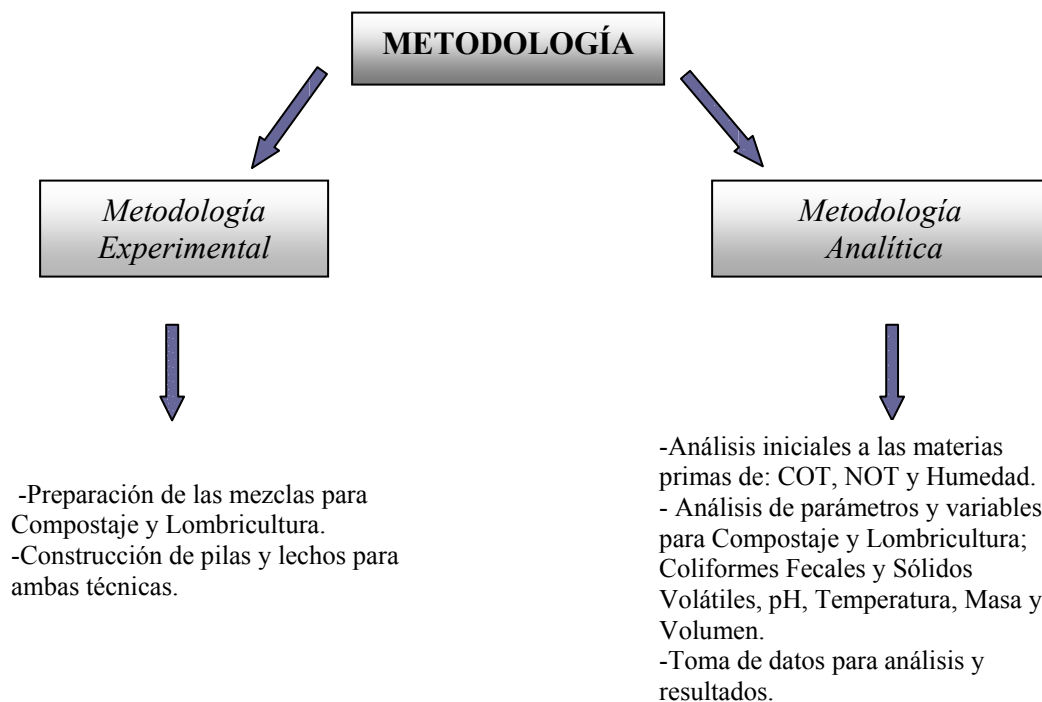 METODOLOGÍA
Metodología
Experimental
Metodología
Analítica
-Preparación de las mezclas para
Compostaje y Lombricultura.
-Construcción de pilas y lechos para
ambas técnicas.
-Análisis iniciales a las materias
primas de: COT, NOT y Humedad.
- Análisis de parámetros y variables
para Compostaje y Lombricultura;
Coliformes Fecales y Sólidos
Volátiles, pH, Temperatura, Masa y
Volumen.
-Toma de datos para análisis y
resultados.